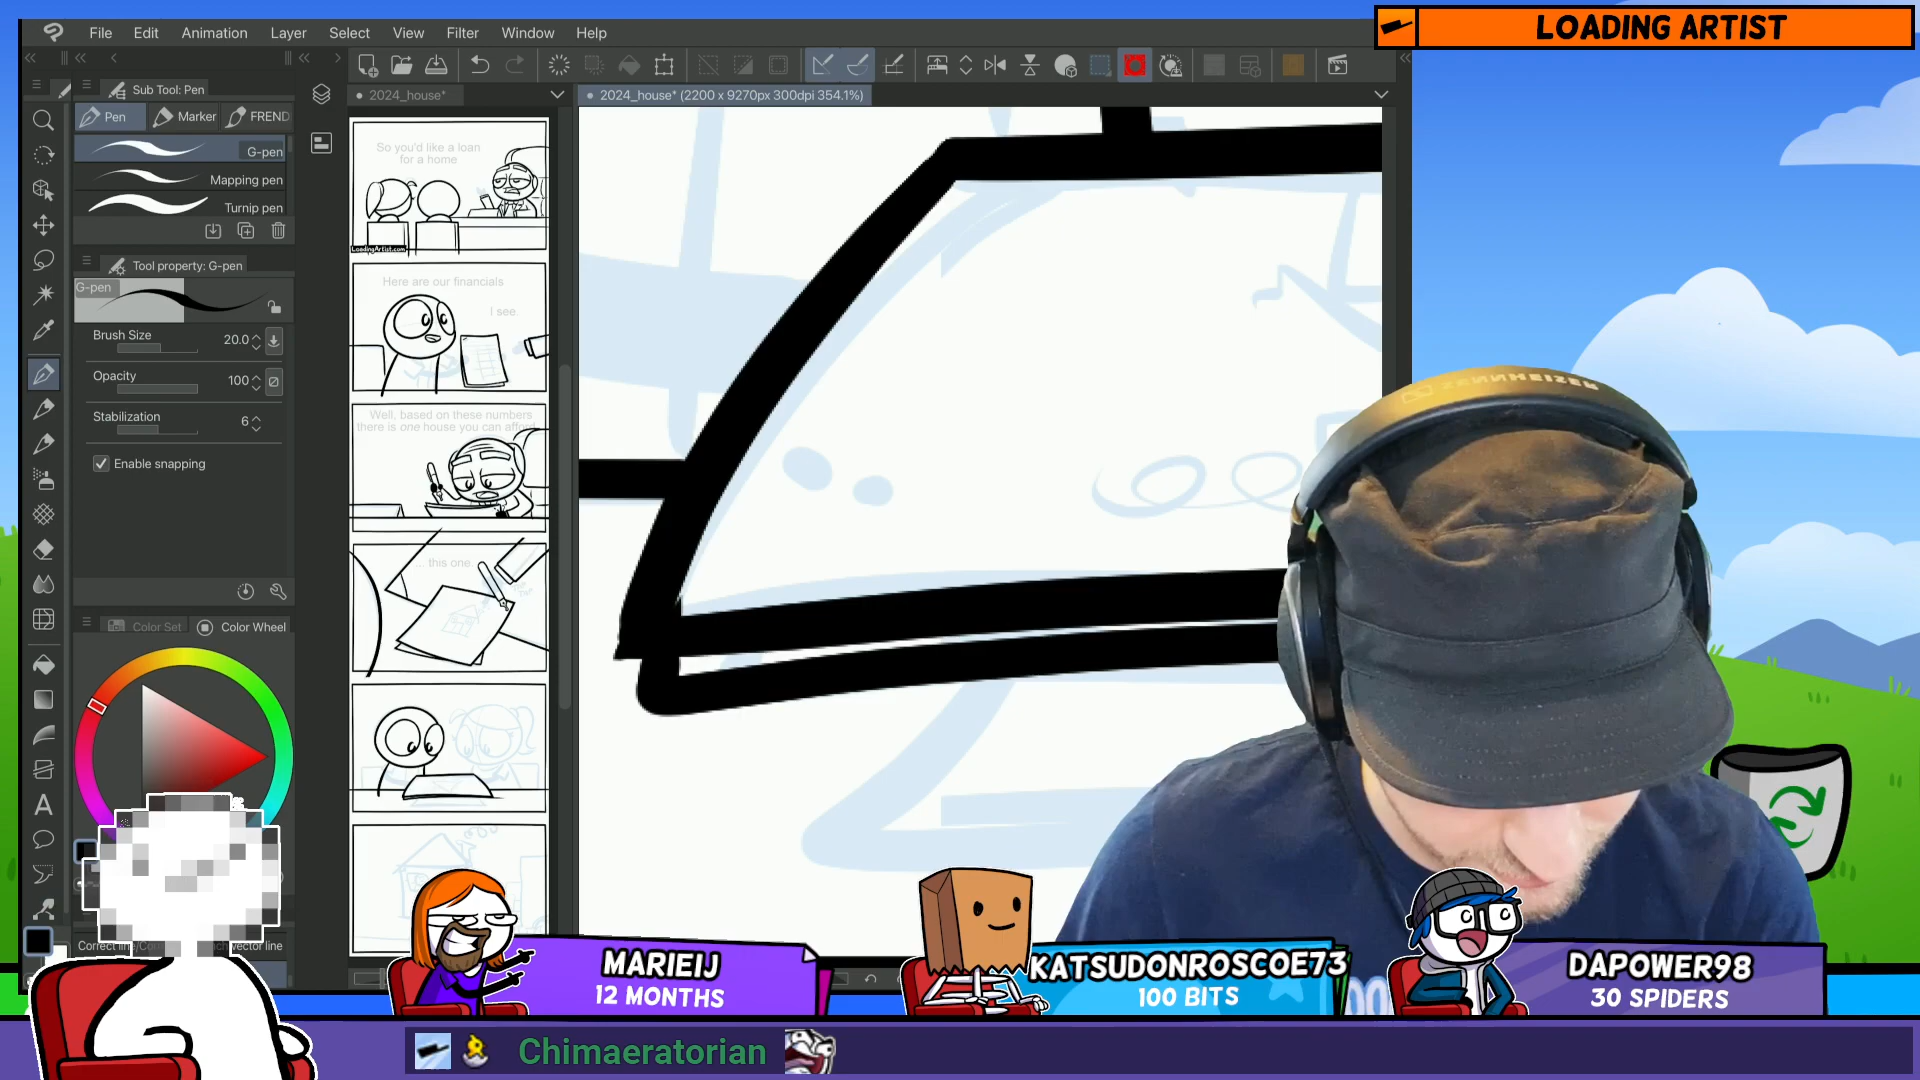 LOADING ARTIST
File Edit Animation Layer Select View Filter Window Help
Sub Tool: Pen
2024_house*
2024_house* (2200 x 9270px 300dpi 354.1%)
Pen Marker FREND
G-pen
Mapping pen
Turnip pen
Tool property: G-pen
G-pen
Brush Size 20.0
Opacity 100
Stabilization 6
Enable snapping
Color Set Color Wheel
So you'd like a loan
for a home
LoadingArtist.com
Here are our financials
I see.
Well, based on these numbers
there is one house you can afford
... this one.
SENNHEISER
vector line
MARIEIJ
12 MONTHS
KATSUDONROSCOE73
100 BITS
DAPOWER98
30 SPIDERS
Chimaeratorian